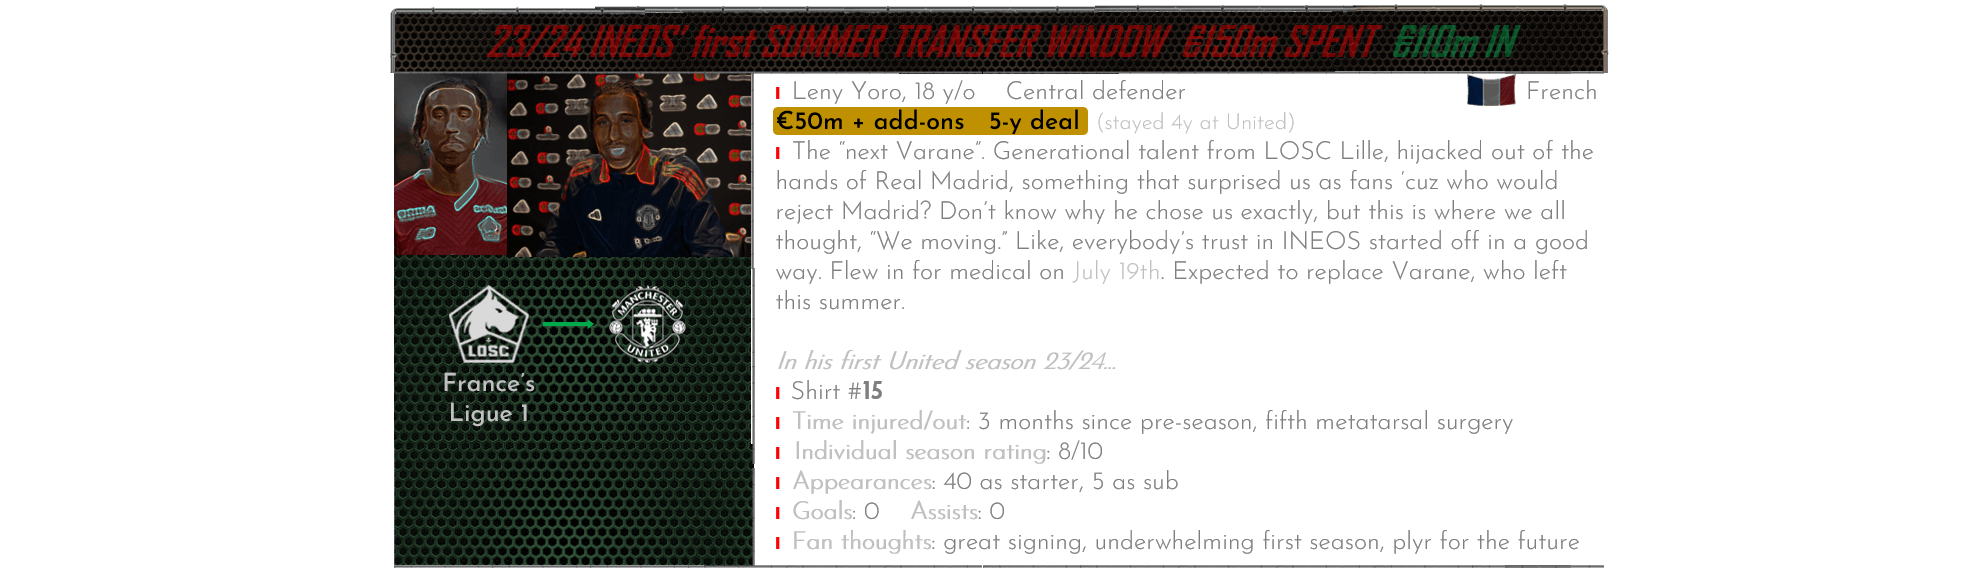 23/24 INEOS' first SUMMER TRANSFER WINDOW €150m SPENT €110m IN
Leny Yoro, 18 y/o Central defender French
€50m + add-ons 5-y deal (stayed 4y at United)
The “next Varane”. Generational talent from LOSC Lille, hijacked out of the
hands of Real Madrid, something that surprised us as fans ’cuz who would
reject Madrid? Don’t know why he chose us exactly, but this is where we all
thought, “We moving.” Like, everybody’s trust in INEOS started off in a good
way. Flew in for medical on July 19th. Expected to replace Varane, who left
this summer.
In his first United season 23/24...
Shirt #15
Time injured/out: 3 months since pre-season, fifth metatarsal surgery
Individual season rating: 8/10
Appearances: 40 as starter, 5 as sub
Goals: 0 Assists: 0
Fan thoughts: great signing, underwhelming first season, plyr for the future
LOSC
MANCHESTER
UNITED
France’s
Ligue 1